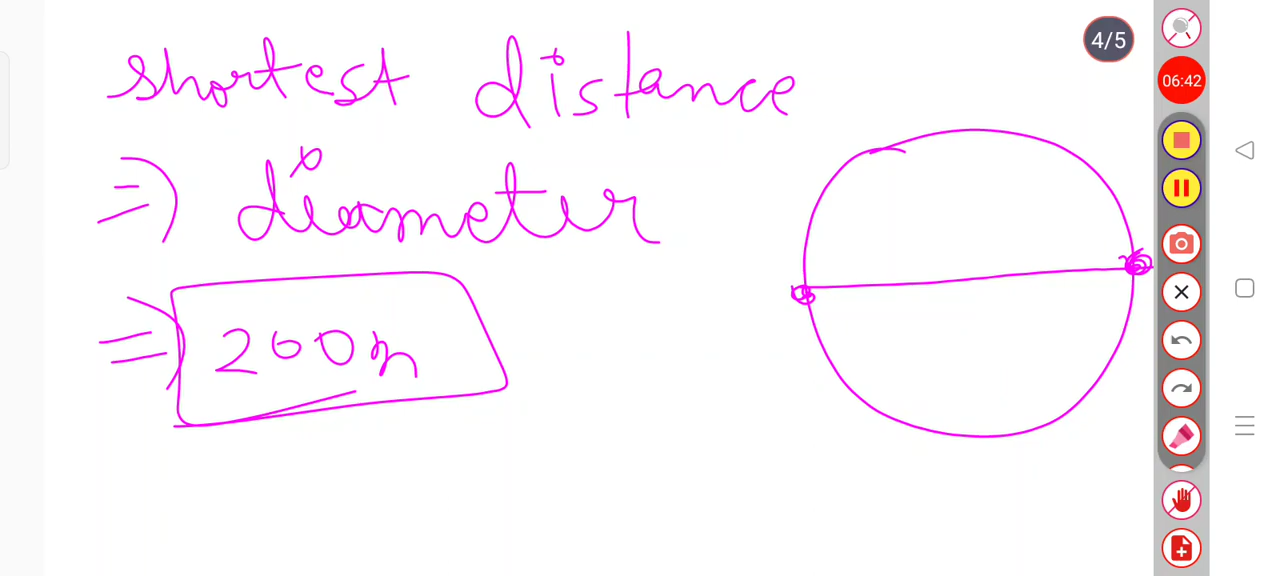 shortest distance
⇒ diameter
⇒ 200m
4/5
06:42